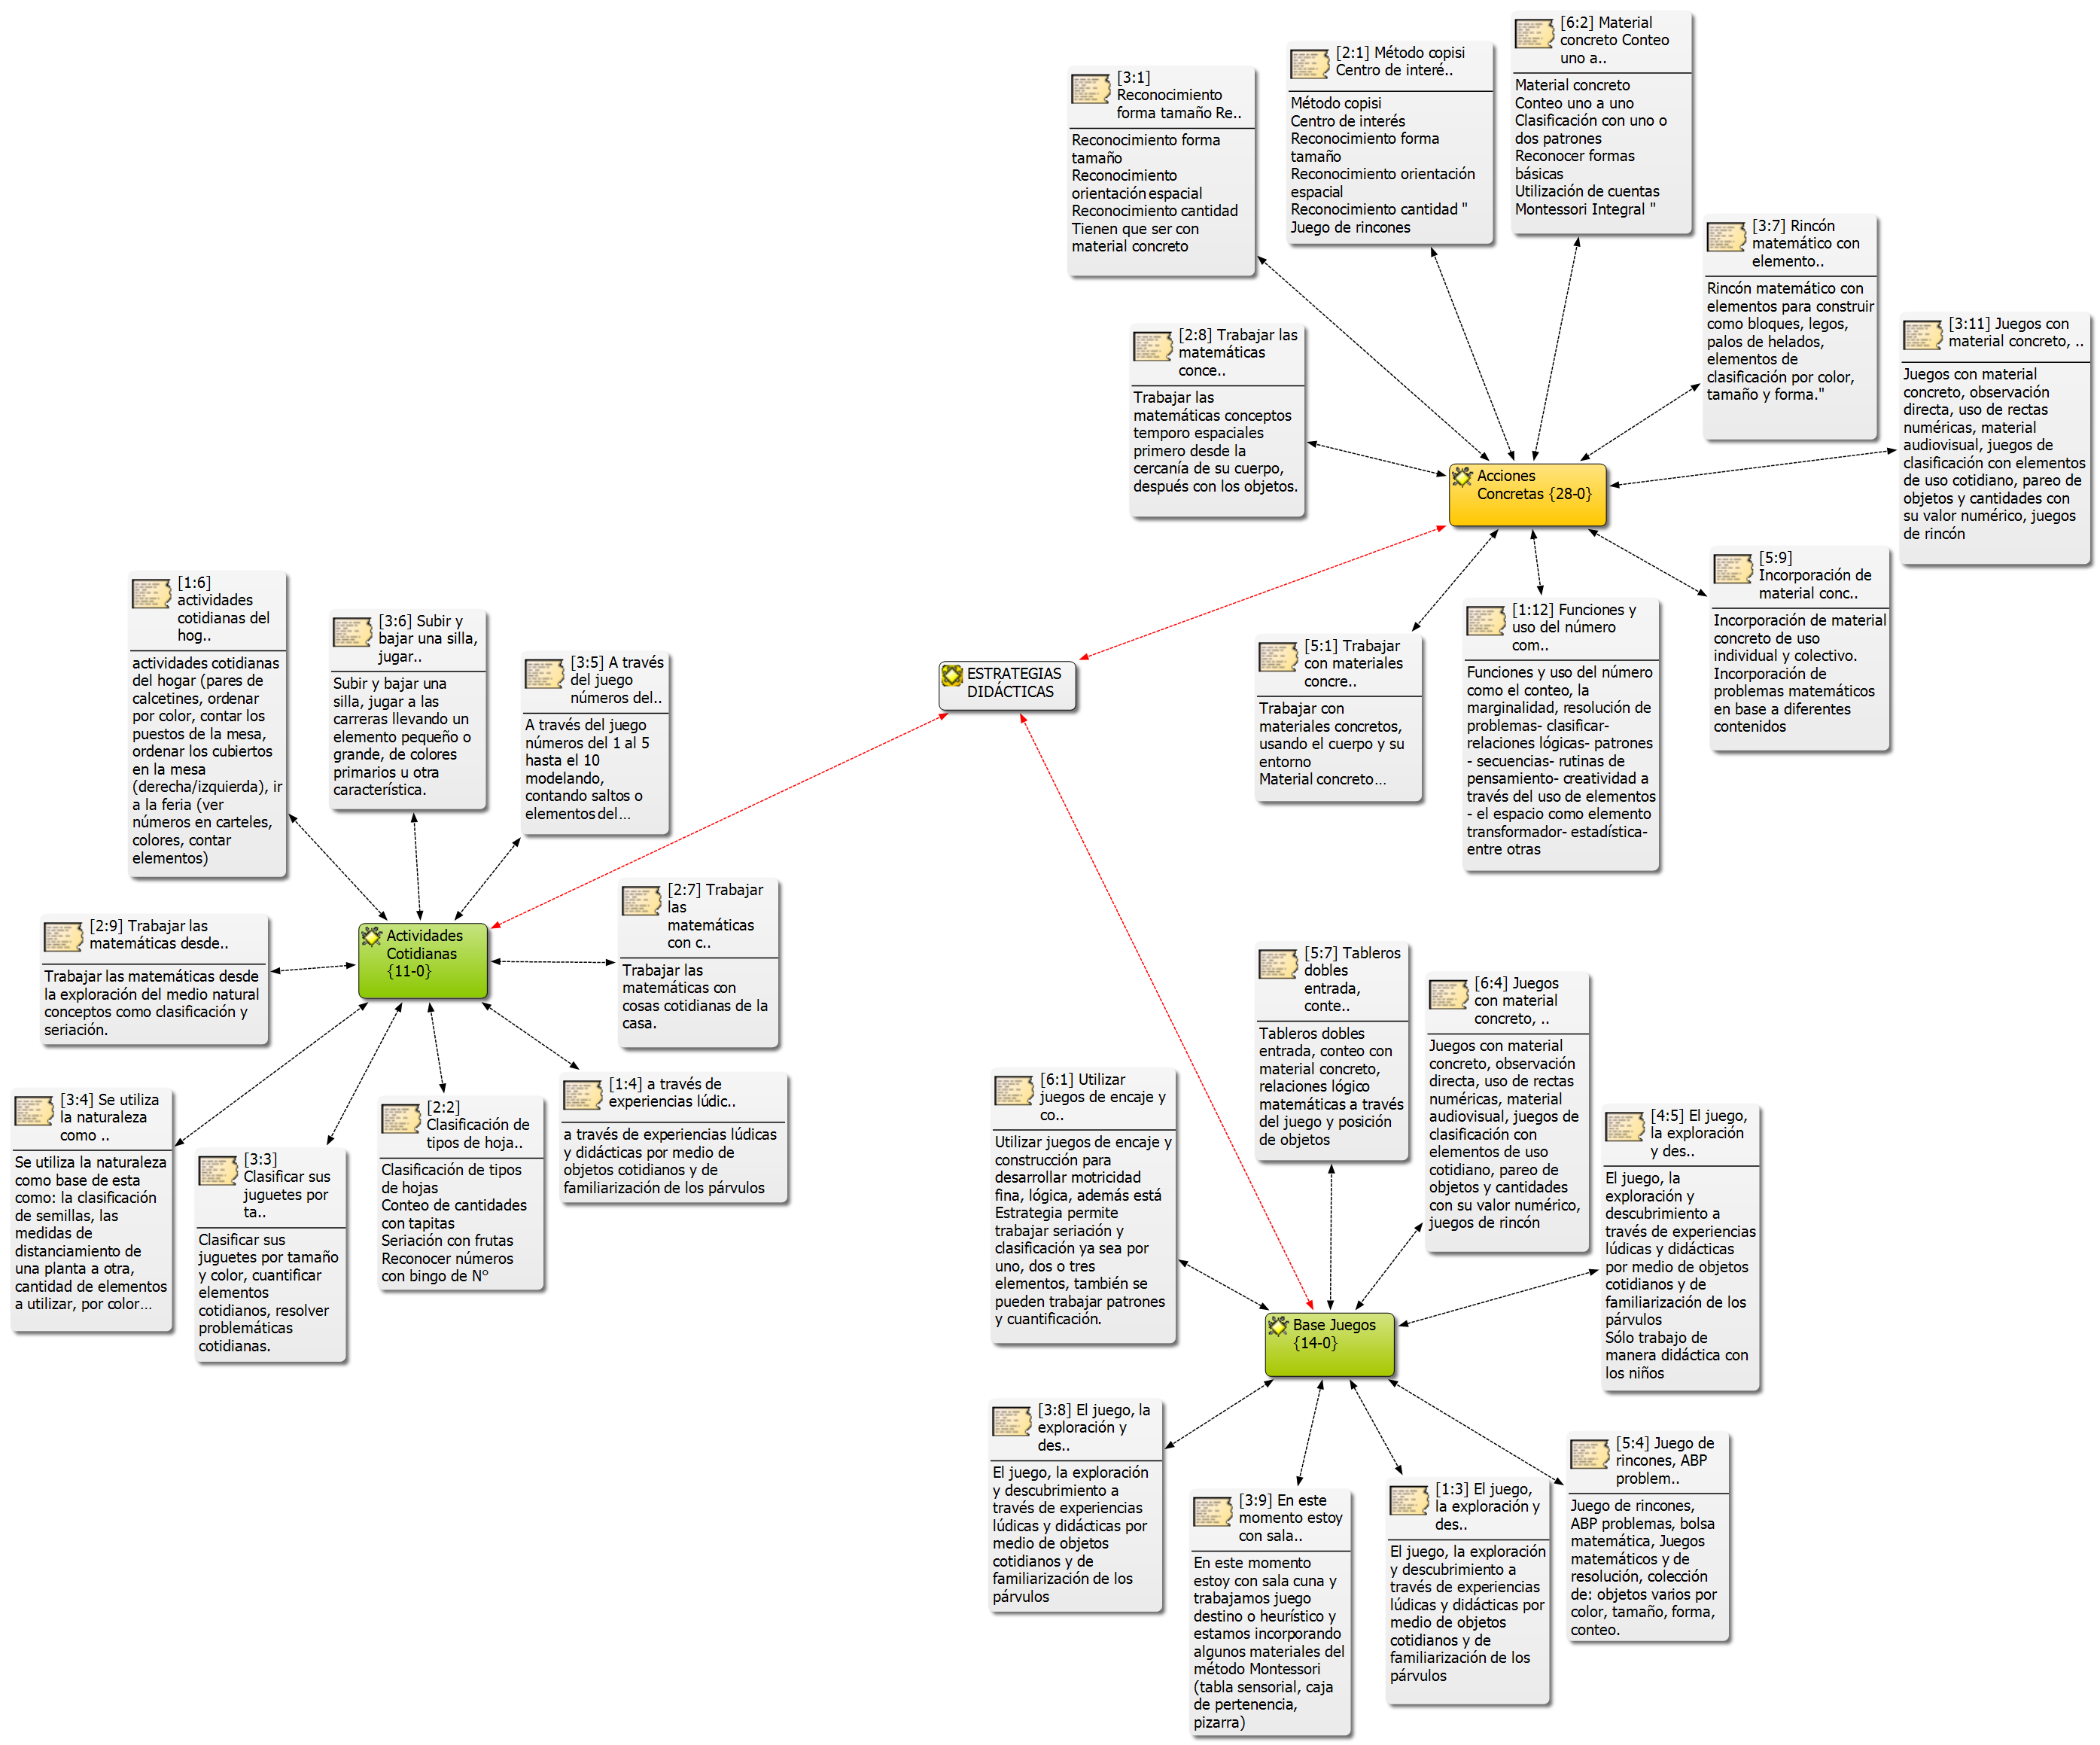 [6:2] Material
concreto Conteo
uno a..
Material concreto
Conteo uno a uno
Clasificación con uno o
dos patrones
Reconocer formas
básicas
Utilización de cuentas
Montessori Integral "
[2:1] Método copisi
Centro de interé..
Método copisi
Centro de interés
Reconocimiento forma
tamaño
Reconocimiento orientación
espacial
Reconocimiento cantidad "
Juego de rincones
[3:1]
Reconocimiento
forma tamaño Re..
Reconocimiento forma
tamaño
Reconocimiento
orientación espacial
Reconocimiento cantidad
Tienen que ser con
material concreto
[3:7] Rincón
matemático con
elemento..
Rincón matemático con
elementos para construir
como bloques, legos,
palos de helados,
elementos de
clasificación por color,
tamaño y forma."
[3:11] Juegos con
material concreto, ..
Juegos con material
concreto, observación
directa, uso de rectas
numéricas, material
audiovisual, juegos de
clasificación con elementos
de uso cotidiano, pareo de
objetos y cantidades con
su valor numérico, juegos
de rincón
[2:8] Trabajar las
matemáticas
conce..
Trabajar las
matemáticas conceptos
temporo espaciales
primero desde la
cercanía de su cuerpo,
después con los objetos.
Acciones
Concretas {28-0}
[5:9]
Incorporación de
material conc..
Incorporación de material
concreto de uso
individual y colectivo.
Incorporación de
problemas matemáticos
en base a diferentes
contenidos
[1:12] Funciones y
uso del número
com..
Funciones y uso del número
como el conteo, la
marginalidad, resolución de
problemas- clasificar-
relaciones lógicas- patrones
- secuencias- rutinas de
pensamiento- creatividad a
través del uso de elementos
- el espacio como elemento
transformador- estadística-
entre otras
[5:1] Trabajar
con materiales
concre..
Trabajar con
materiales concretos,
usando el cuerpo y su
entorno
Material concreto...
ESTRATEGIAS
DIDÁCTICAS
[1:6]
actividades
cotidianas del
hog..
actividades cotidianas
del hogar (pares de
calcetines, ordenar
por color, contar los
puestos de la mesa,
ordenar los cubiertos
en la mesa
(derecha/izquierda), ir
a la feria (ver
números en carteles,
colores, contar
elementos)
[3:6] Subir y
bajar una silla,
jugar..
Subir y bajar una
silla, jugar a las
carreras llevando un
elemento pequeño o
grande, de colores
primarios u otra
característica.
[3:5] A través
del juego
números del..
A través del juego
números del 1 al 5
hasta el 10
modelando,
contando saltos o
elementos del...
[2:7] Trabajar
las
matemáticas
con c..
Trabajar las
matemáticas con
cosas cotidianas de la
casa.
[2:9] Trabajar las
matemáticas desde..
Trabajar las matemáticas desde
la exploración del medio natural
conceptos como clasificación y
seriación.
Actividades
Cotidianas
{11-0}
[3:4] Se utiliza
la naturaleza
como ..
Se utiliza la naturaleza
como base de esta
como: la clasificación
de semillas, las
medidas de
distanciamiento de
una planta a otra,
cantidad de elementos
a utilizar, por color...
[3:3]
Clasificar sus
juguetes por
ta..
Clasificar sus
juguetes por tamaño
y color, cuantificar
elementos
cotidianos, resolver
problemáticas
cotidianas.
[2:2]
Clasificación de
tipos de hoja..
Clasificación de tipos
de hojas
Conteo de cantidades
con tapitas
Seriación con frutas
Reconocer números
con bingo de Nº
[1:4] a través de
experiencias lúdic..
a través de experiencias lúdicas
y didácticas por medio de
objetos cotidianos y de
familiarización de los párvulos
[5:7] Tableros
dobles
entrada,
conte..
Tableros dobles
entrada, conteo con
material concreto,
relaciones lógico
matemáticas a través
del juego y posición
de objetos
[6:4] Juegos
con material
concreto, ..
Juegos con material
concreto, observación
directa, uso de rectas
numéricas, material
audiovisual, juegos de
clasificación con
elementos de uso
cotidiano, pareo de
objetos y cantidades
con su valor numérico,
juegos de rincón
[6:1] Utilizar
juegos de encaje y
co..
Utilizar juegos de encaje y
construcción para
desarrollar motricidad
fina, lógica, además está
Estrategia permite
trabajar seriación y
clasificación ya sea por
uno, dos o tres
elementos, también se
pueden trabajar patrones
y cuantificación.
[4:5] El juego,
la exploración
y des..
El juego, la
exploración y
descubrimiento a
través de experiencias
lúdicas y didácticas
por medio de objetos
cotidianos y de
familiarización de los
párvulos
Sólo trabajo de
manera didáctica con
los niños
Base Juegos
{14-0}
[3:8] El juego, la
exploración y
des..
El juego, la exploración
y descubrimiento a
través de experiencias
lúdicas y didácticas por
medio de objetos
cotidianos y de
familiarización de los
párvulos
[3:9] En este
momento estoy
con sala..
En este momento
estoy con sala cuna y
trabajamos juego
destino o heurístico y
estamos incorporando
algunos materiales del
método Montessori
(tabla sensorial, caja
de pertenencia,
pizarra)
[1:3] El juego,
la exploración y
des..
El juego, la exploración
y descubrimiento a
través de experiencias
lúdicas y didácticas por
medio de objetos
cotidianos y de
familiarización de los
párvulos
[5:4] Juego de
rincones, ABP
problem..
Juego de rincones,
ABP problemas, bolsa
matemática, Juegos
matemáticos y de
resolución, colección
de: objetos varios por
color, tamaño, forma,
conteo.